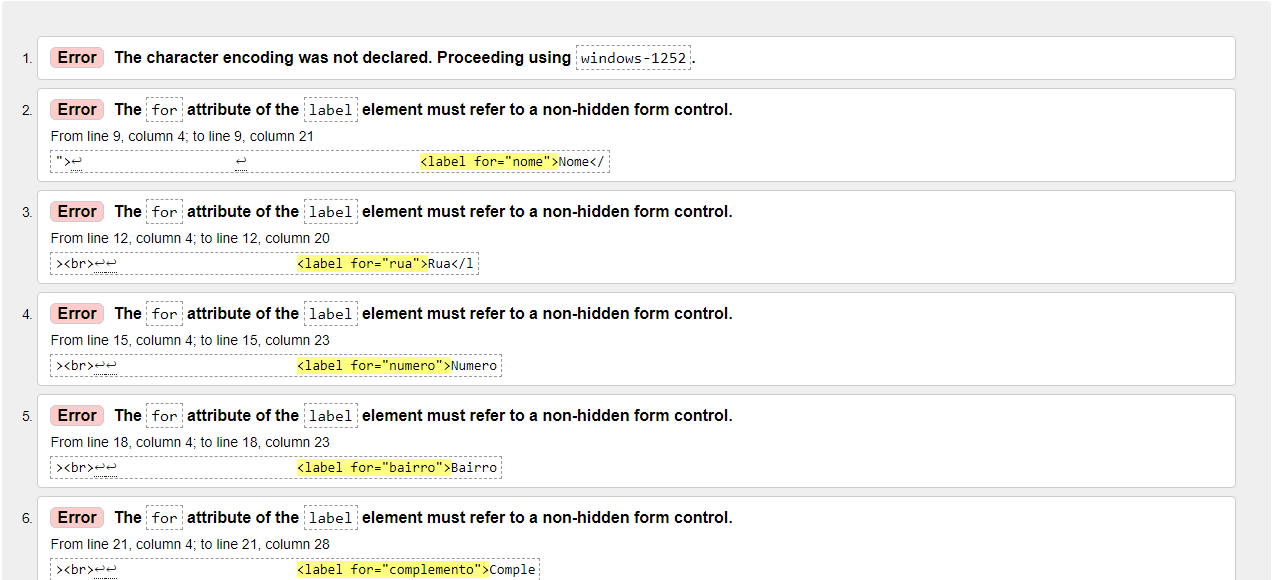 1. Error The character encoding was not declared. Proceeding using windows-1252.
2. Error The for attribute of the label element must refer to a non-hidden form control.
From line 9, column 4; to line 9, column 21
">↩ ↩ <label for="nome">Nome</
3. Error The for attribute of the label element must refer to a non-hidden form control.
From line 12, column 4; to line 12, column 20
><br>↩↩ <label for="rua">Rua</l
4. Error The for attribute of the label element must refer to a non-hidden form control.
From line 15, column 4; to line 15, column 23
><br>↩↩ <label for="numero">Numero
5. Error The for attribute of the label element must refer to a non-hidden form control.
From line 18, column 4; to line 18, column 23
><br>↩↩ <label for="bairro">Bairro
6. Error The for attribute of the label element must refer to a non-hidden form control.
From line 21, column 4; to line 21, column 28
><br>↩↩ <label for="complemento">Comple